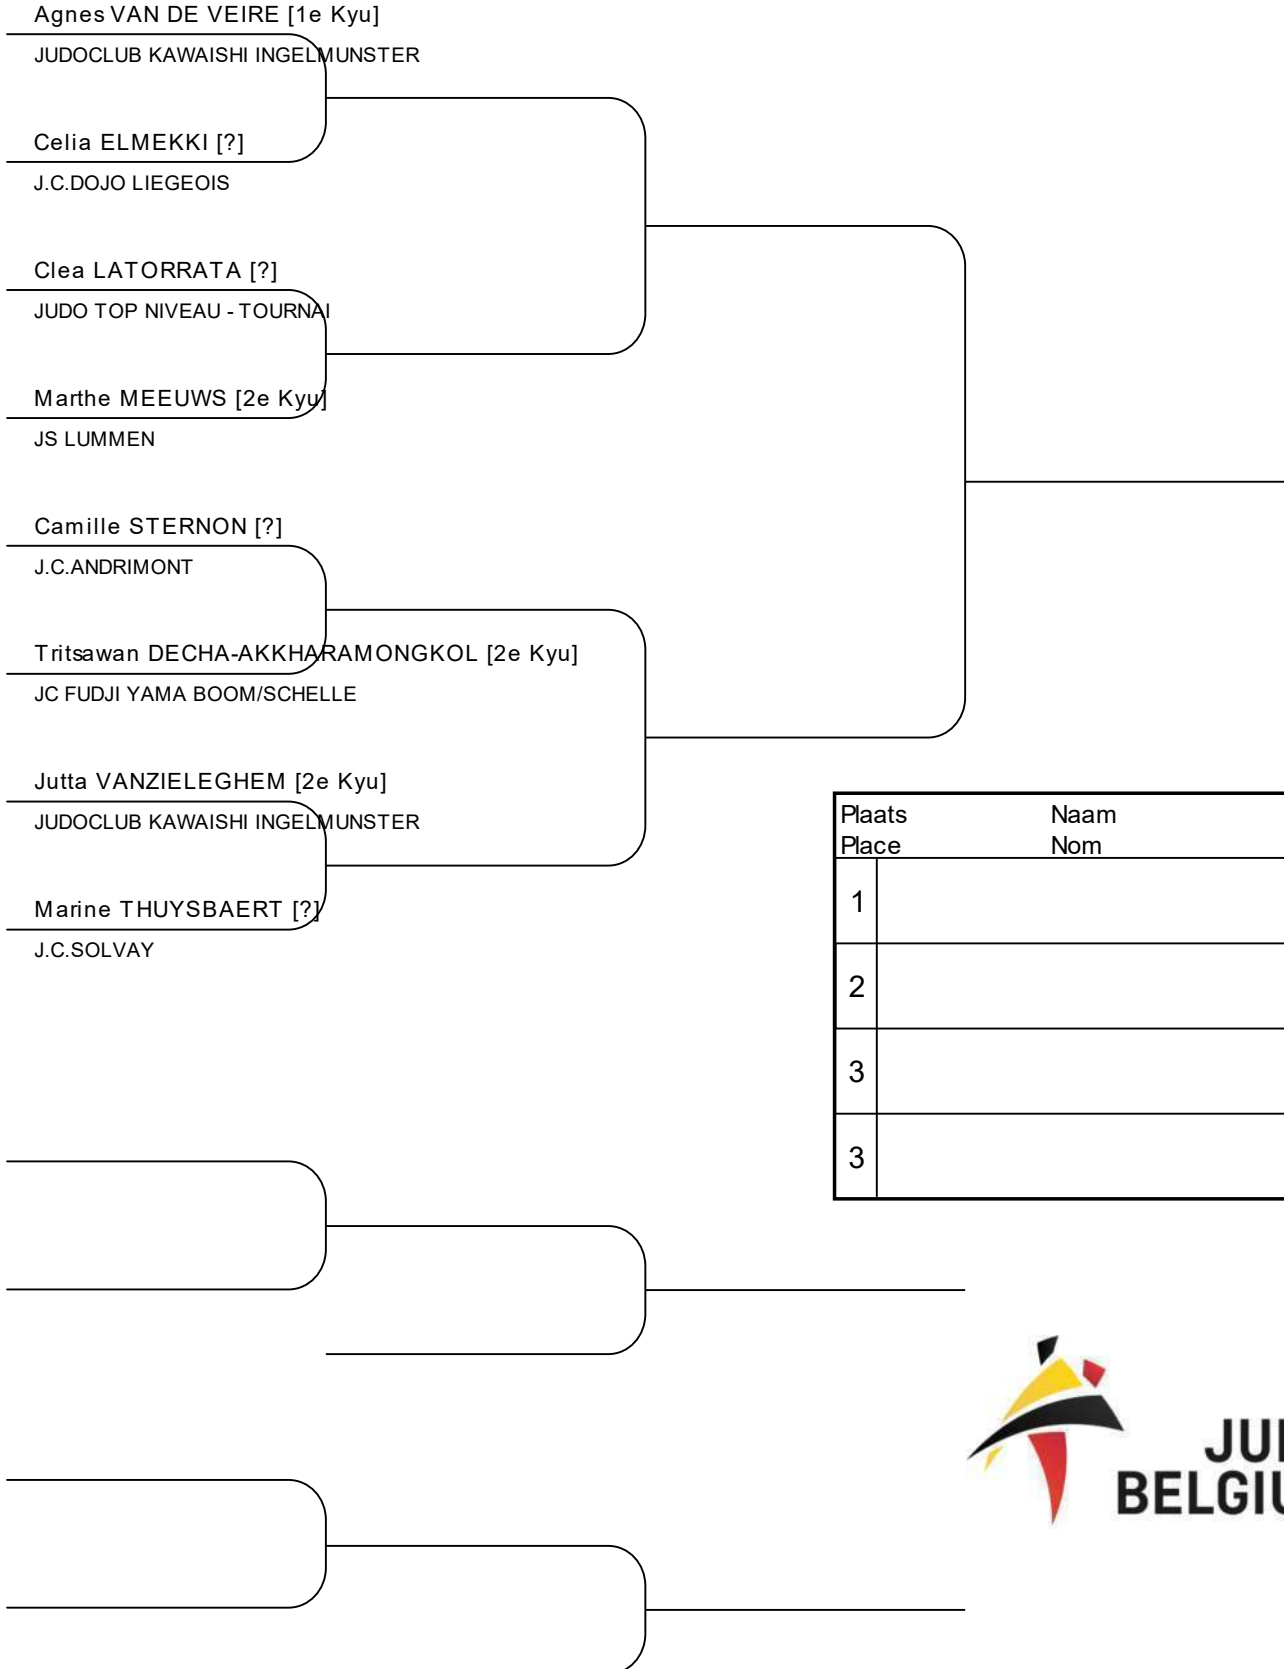 Agnes VAN DE VEIRE [1e Kyu]
JUDOCLUB KAWAISHI INGELMUNSTER
Celia ELMEKKI [?]
J.C.DOJO LIEGEOIS
Clea LATORRATA [?]
JUDO TOP NIVEAU - TOURNAI
Marthe MEEUWS [2e Kyu]
JS LUMMEN
Camille STERNON [?]
J.C.ANDRIMONT
Tritsawan DECHA-AKKHARAMONGKOL [2e Kyu]
JC FUDJI YAMA BOOM/SCHELLE
Jutta VANZIELEGHEM [2e Kyu]
JUDOCLUB KAWAISHI INGELMUNSTER
Marine THUYSBAERT [?]
J.C.SOLVAY
Plaats Naam
Place Nom
1
2
3
3
JU
BELGIU